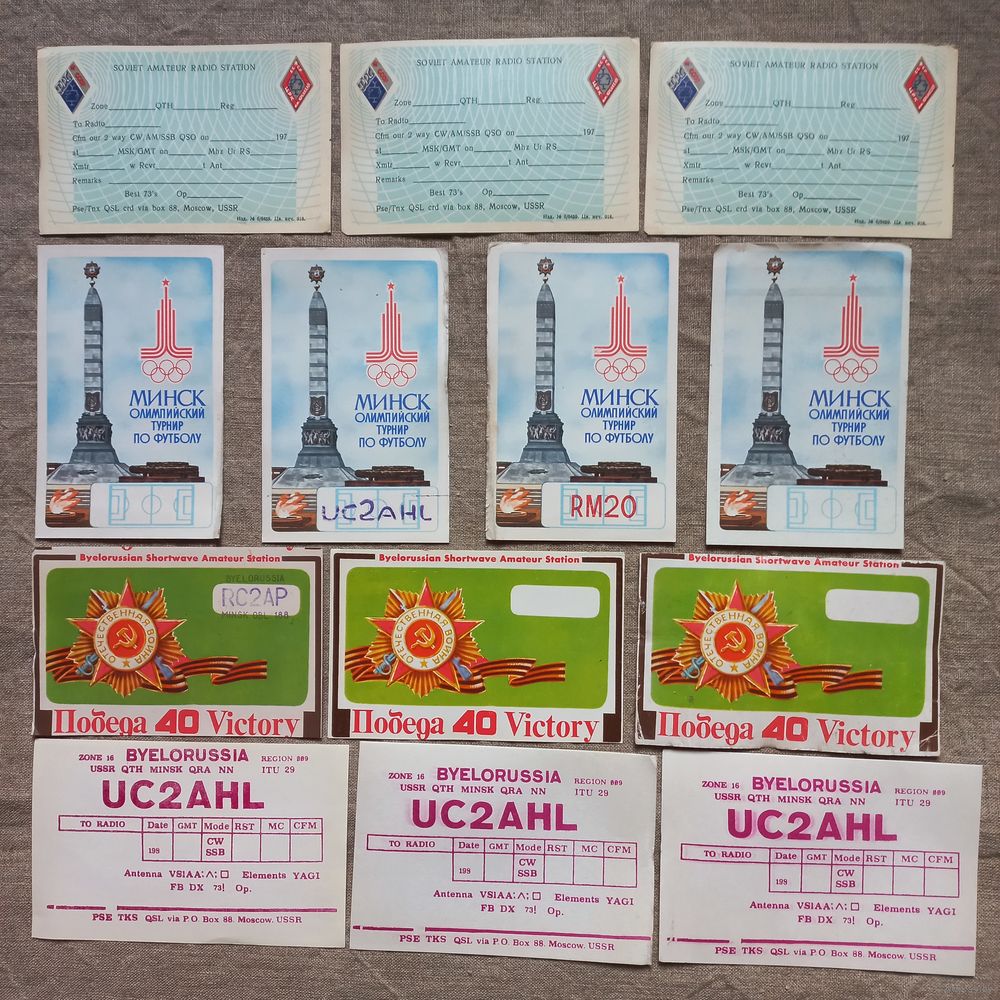 SOVIET AMATEUR RADIO STATION
Zone QTH Reg
To Radio
Cfm our 2 way CW/AM/SSB QSO on 197
at MSK/GMT on Mhz Ur RS
Xmtr w Rcvr t Ant
Remarks
Best 73's Op
Pse/Tnx QSL crd via box 88, Moscow, USSR
SOVIET AMATEUR RADIO STATION
Zone QTH Reg
To Radio
Cfm our 2 way CW/AM/SSB QSO on 197
at MSK/GMT on Mhz Ur RS
Xmtr w Rcvr t Ant
Remarks
Best 73's Op
Pse/Tnx QSL crd via box 88, Moscow, USSR
SOVIET AMATEUR RADIO STATION
Zone QTH Reg
To Radio
Cfm our 2 way CW/AM/SSB QSO on 197
at MSK/GMT on Mhz Ur RS
Xmtr w Rcvr t Ant
Remarks
Best 73's Op
Pse/Tnx QSL crd via box 88, Moscow, USSR
МИНСК
ОЛИМПИЙСКИЙ
ТУРНИР
ПО ФУТБОЛУ
МИНСК
ОЛИМПИЙСКИЙ
ТУРНИР
ПО ФУТБОЛУ
UC2AHL
МИНСК
ОЛИМПИЙСКИЙ
ТУРНИР
ПО ФУТБОЛУ
RM20
МИНСК
ОЛИМПИЙСКИЙ
ТУРНИР
ПО ФУТБОЛУ
Byelorussian Shortwave Amateur Station
BYELORUSSIA
RC2AP
MINSK QSL 188
ОТЕЧЕСТВЕННАЯ ВОЙНА
Победа 40 Victory
Byelorussian Shortwave Amateur Station
ОТЕЧЕСТВЕННАЯ ВОЙНА
Победа 40 Victory
Byelorussian Shortwave Amateur Station
ОТЕЧЕСТВЕННАЯ ВОЙНА
Победа 40 Victory
ZONE 16 BYELORUSSIA REGION 009
USSR QTH MINSK QRA NN ITU 29
UC2AHL
TO RADIO Date GMT Mode RST MC CFM
198 CW
SSB
Antenna VS1AA:Λ:□ Elements YAGI
FB DX 73! Op.
PSE TKS QSL via P.O. Box 88. Moscow. USSR
ZONE 16 BYELORUSSIA REGION 009
USSR QTH MINSK QRA NN ITU 29
UC2AHL
TO RADIO Date GMT Mode RST MC CFM
198 CW
SSB
Antenna VS1AA:Λ:□ Elements YAGI
FB DX 73! Op.
PSE TKS QSL via P.O. Box 88. Moscow. USSR
ZONE 16 BYELORUSSIA REGION 009
USSR QTH MINSK QRA NN ITU 29
UC2AHL
TO RADIO Date GMT Mode RST MC CFM
198 CW
SSB
Antenna VS1AA:Λ:□ Elements YAGI
FB DX 73! Op.
PSE TKS QSL via P.O. Box 88. Moscow. USSR